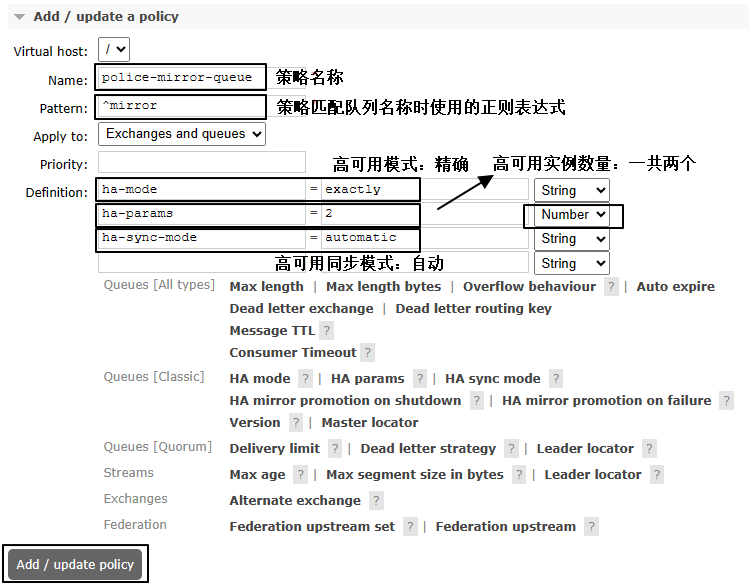 Add / update a policy
Virtual host: /
Name: police-mirror-queue 策略名称
Pattern: ^mirror 策略匹配队列名称时使用的正则表达式
Apply to: Exchanges and queues
Priority: 高可用模式：精确 高可用实例数量：一共两个
Definition: ha-mode = exactly String
ha-params = 2 Number
ha-sync-mode = automatic String
高可用同步模式：自动 String
Queues [All types] Max length | Max length bytes | Overflow behaviour ? | Auto expire
Dead letter exchange | Dead letter routing key
Message TTL ?
Consumer Timeout ?
Queues [Classic] HA mode ? | HA params ? | HA sync mode ?
HA mirror promotion on shutdown ? | HA mirror promotion on failure ?
Version ? | Master locator
Queues [Quorum] Delivery limit ? | Dead letter strategy ? | Leader locator ?
Streams Max age ? | Max segment size in bytes ? | Leader locator ?
Exchanges Alternate exchange ?
Federation Federation upstream set ? | Federation upstream ?
Add / update policy